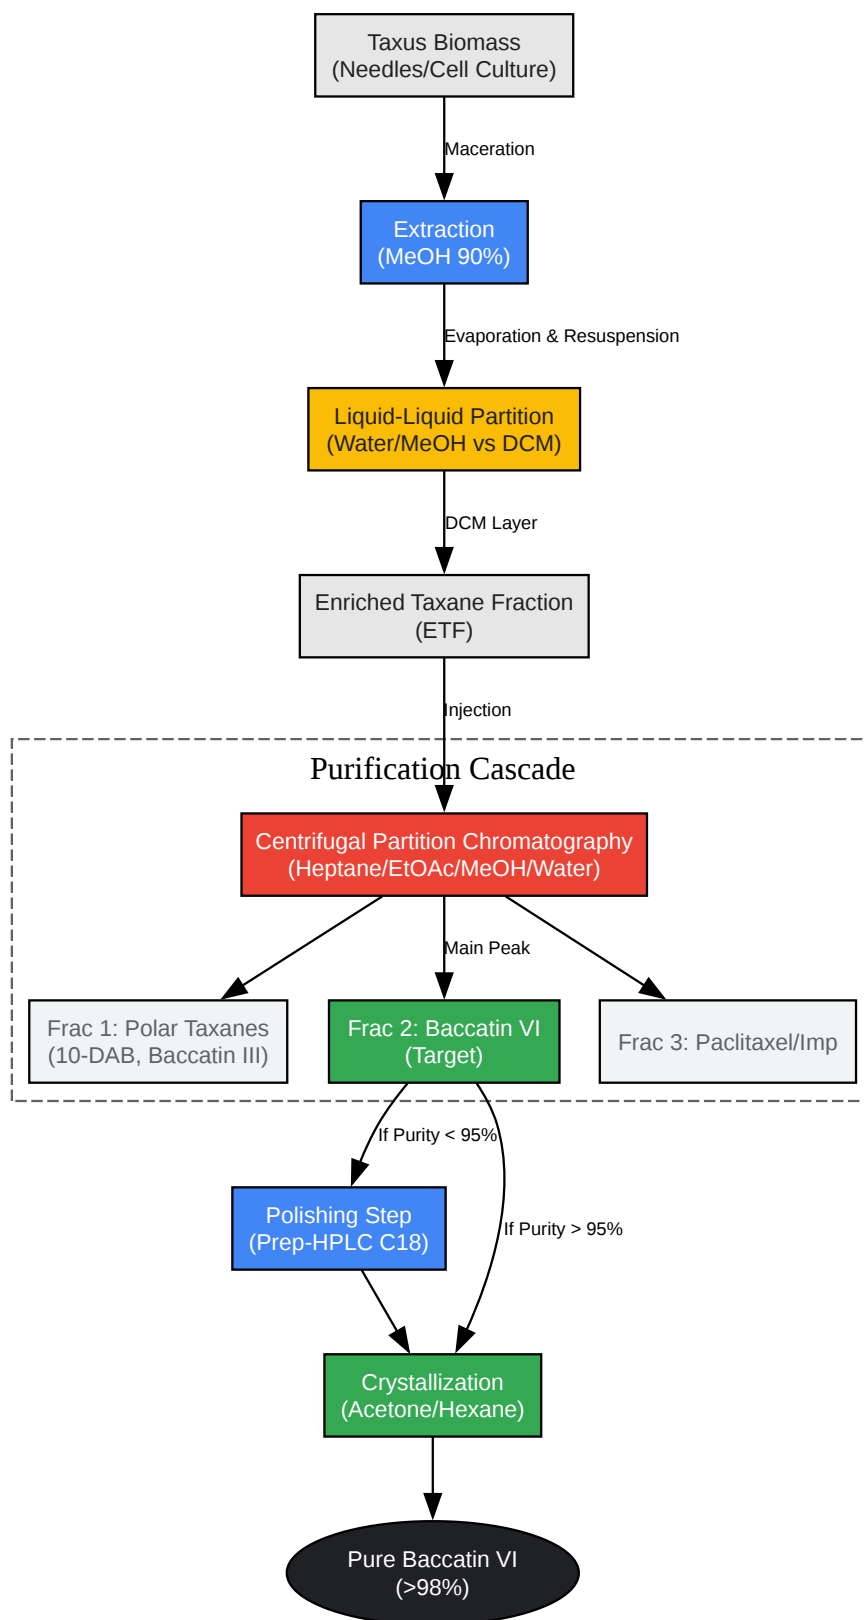 Taxus Biomass
(Needles/Cell Culture)
Maceration
Extraction
(MeOH 90%)
Evaporation & Resuspension
Liquid-Liquid Partition
(Water/MeOH vs DCM)
DCM Layer
Enriched Taxane Fraction
(ETF)
Injection
Purification Cascade
Centrifugal Partition Chromatography
(Heptane/EtOAc/MeOH/Water)
Main Peak
Frac 1: Polar Taxanes
(10-DAB, Baccatin III)
Frac 2: Baccatin VI
(Target)
Frac 3: Paclitaxel/Imp
If Purity < 95%
Polishing Step
(Prep-HPLC C18)
If Purity > 95%
Crystallization
(Acetone/Hexane)
Pure Baccatin VI
(>98%)